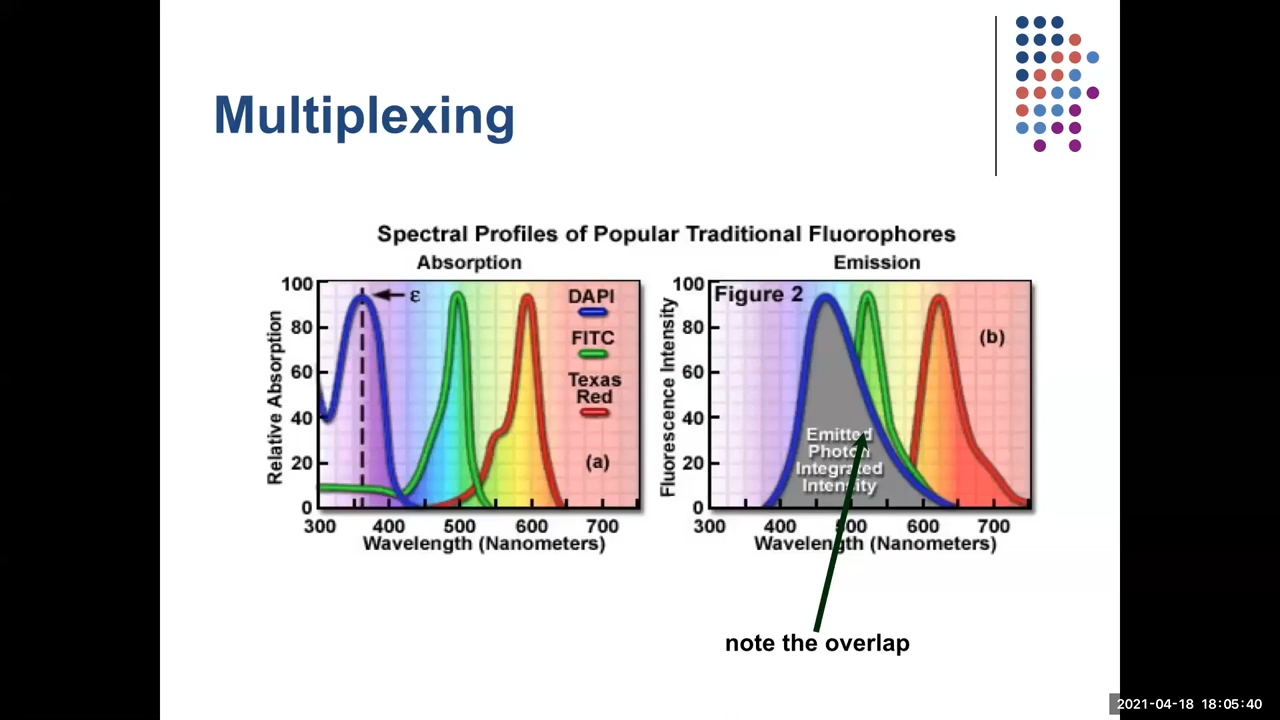 Multiplexing
Spectral Profiles of Popular Traditional Fluorophores
Absorption
Emission
100
80
60
40
20
0
Relative Absorption
ε
DAPI
FITC
Texas
Red
(a)
300 400 500 600 700
Wavelength (Nanometers)
100
80
60
40
20
0
Fluorescence Intensity
Figure 2
(b)
Emitted
Photon
Integrated
Intensity
300 400 500 600 700
Wavelength (Nanometers)
note the overlap
2021-04-18 18:05:40